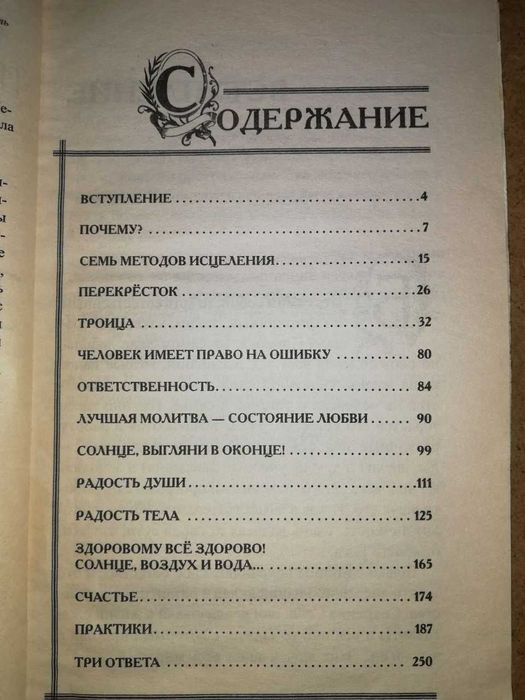 СОДЕРЖАНИЕ
ВСТУПЛЕНИЕ........................................4
ПОЧЕМУ?............................................7
СЕМЬ МЕТОДОВ ИСЦЕЛЕНИЯ.....................15
ПЕРЕКРЁСТОК.....................................26
ТРОИЦА............................................32
ЧЕЛОВЕК ИМЕЕТ ПРАВО НА ОШИБКУ...........80
ОТВЕТСТВЕННОСТЬ................................84
ЛУЧШАЯ МОЛИТВА — СОСТОЯНИЕ ЛЮБВИ......90
СОЛНЦЕ, ВЫГЛЯНИ В ОКОНЦЕ!..................99
РАДОСТЬ ДУШИ...................................111
РАДОСТЬ ТЕЛА...................................125
ЗДОРОВОМУ ВСЁ ЗДОРОВО!
СОЛНЦЕ, ВОЗДУХ И ВОДА.......................165
СЧАСТЬЕ...........................................174
ПРАКТИКИ.........................................187
ТРИ ОТВЕТА.......................................250